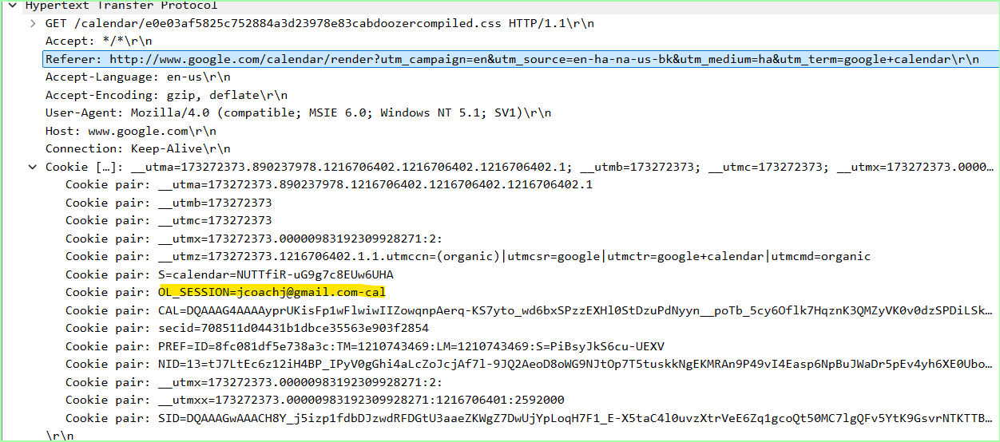 Hypertext Transfer Protocol
GET /calendar/e0e03af5825c752884a3d23978e83cabdoozercompiled.css HTTP/1.1\r\n
Accept: */*\r\n
Referer: http://www.google.com/calendar/render?utm_campaign=en&utm_source=en-ha-na-us-bk&utm_medium=ha&utm_term=google+calendar\r\n
Accept-Language: en-us\r\n
Accept-Encoding: gzip, deflate\r\n
User-Agent: Mozilla/4.0 (compatible; MSIE 6.0; Windows NT 5.1; SV1)\r\n
Host: www.google.com\r\n
Connection: Keep-Alive\r\n
Cookie […]: __utma=173272373.890237978.1216706402.1216706402.1216706402.1; __utmb=173272373; __utmc=173272373; __utmx=173272373.0000…
Cookie pair: __utma=173272373.890237978.1216706402.1216706402.1216706402.1
Cookie pair: __utmb=173272373
Cookie pair: __utmc=173272373
Cookie pair: __utmx=173272373.00000983192309928271:2:
Cookie pair: __utmz=173272373.1216706402.1.1.utmccn=(organic)|utmcsr=google|utmctr=google+calendar|utmcmd=organic
Cookie pair: S=calendar=NUTTfiR-uG9g7c8EUw6UHA
Cookie pair: OL_SESSION=jcoachj@gmail.com-cal
Cookie pair: CAL=DQAAAG4AAAAyprUKisFp1wFlwiwIIZowqnpAerq-KS7yto_wd6bxSPzzEXHl0StDzuPdNyyn__poTb_5cy6Oflk7HqznK3QMZyVK0v0dzSPDiLSk…
Cookie pair: secid=708511d04431b1dbce35563e903f2854
Cookie pair: PREF=ID=8fc081df5e738a3c:TM=1210743469:LM=1210743469:S=PiBsyJkS6cu-UEXV
Cookie pair: NID=13=tJ7LtEc6z12iH4BP_IPyV0gGhi4aLcZoJcjAf7l-9JQ2AeoD8oWG9NJtOp7T5tuskkNgEKMRAn9P49vI4Easp6NpBuJWaDr5pEv4yh6XE0Ubo…
Cookie pair: __utmx=173272373.00000983192309928271:2:
Cookie pair: __utmxx=173272373.00000983192309928271:1216706401:2592000
Cookie pair: SID=DQAAAGwAAACH8Y_j5izp1fdbDJzwdRFDGtU3aaeZKWgZ7DwUjYpLoqH7F1_E-X5taC4l0uvzXtrVeE6Zq1gcoQt50MC7lgQFv5YtK9GsvrNTKTTB…
\r\n